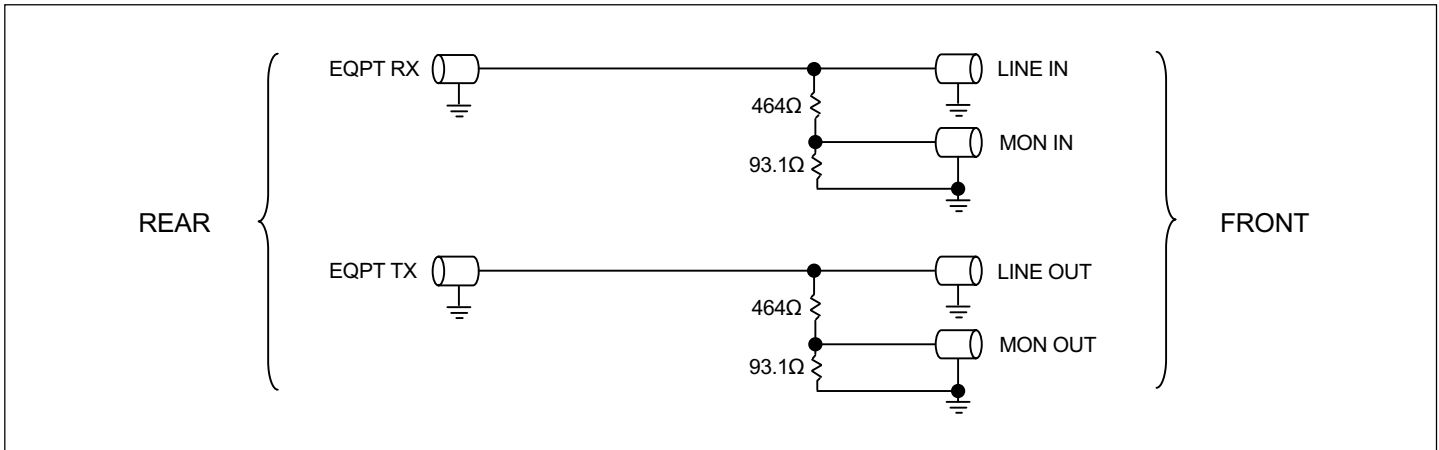 EQPT RX
LINE IN
464Ω
MON IN
93.1Ω
REAR
FRONT
EQPT TX
LINE OUT
464Ω
MON OUT
93.1Ω